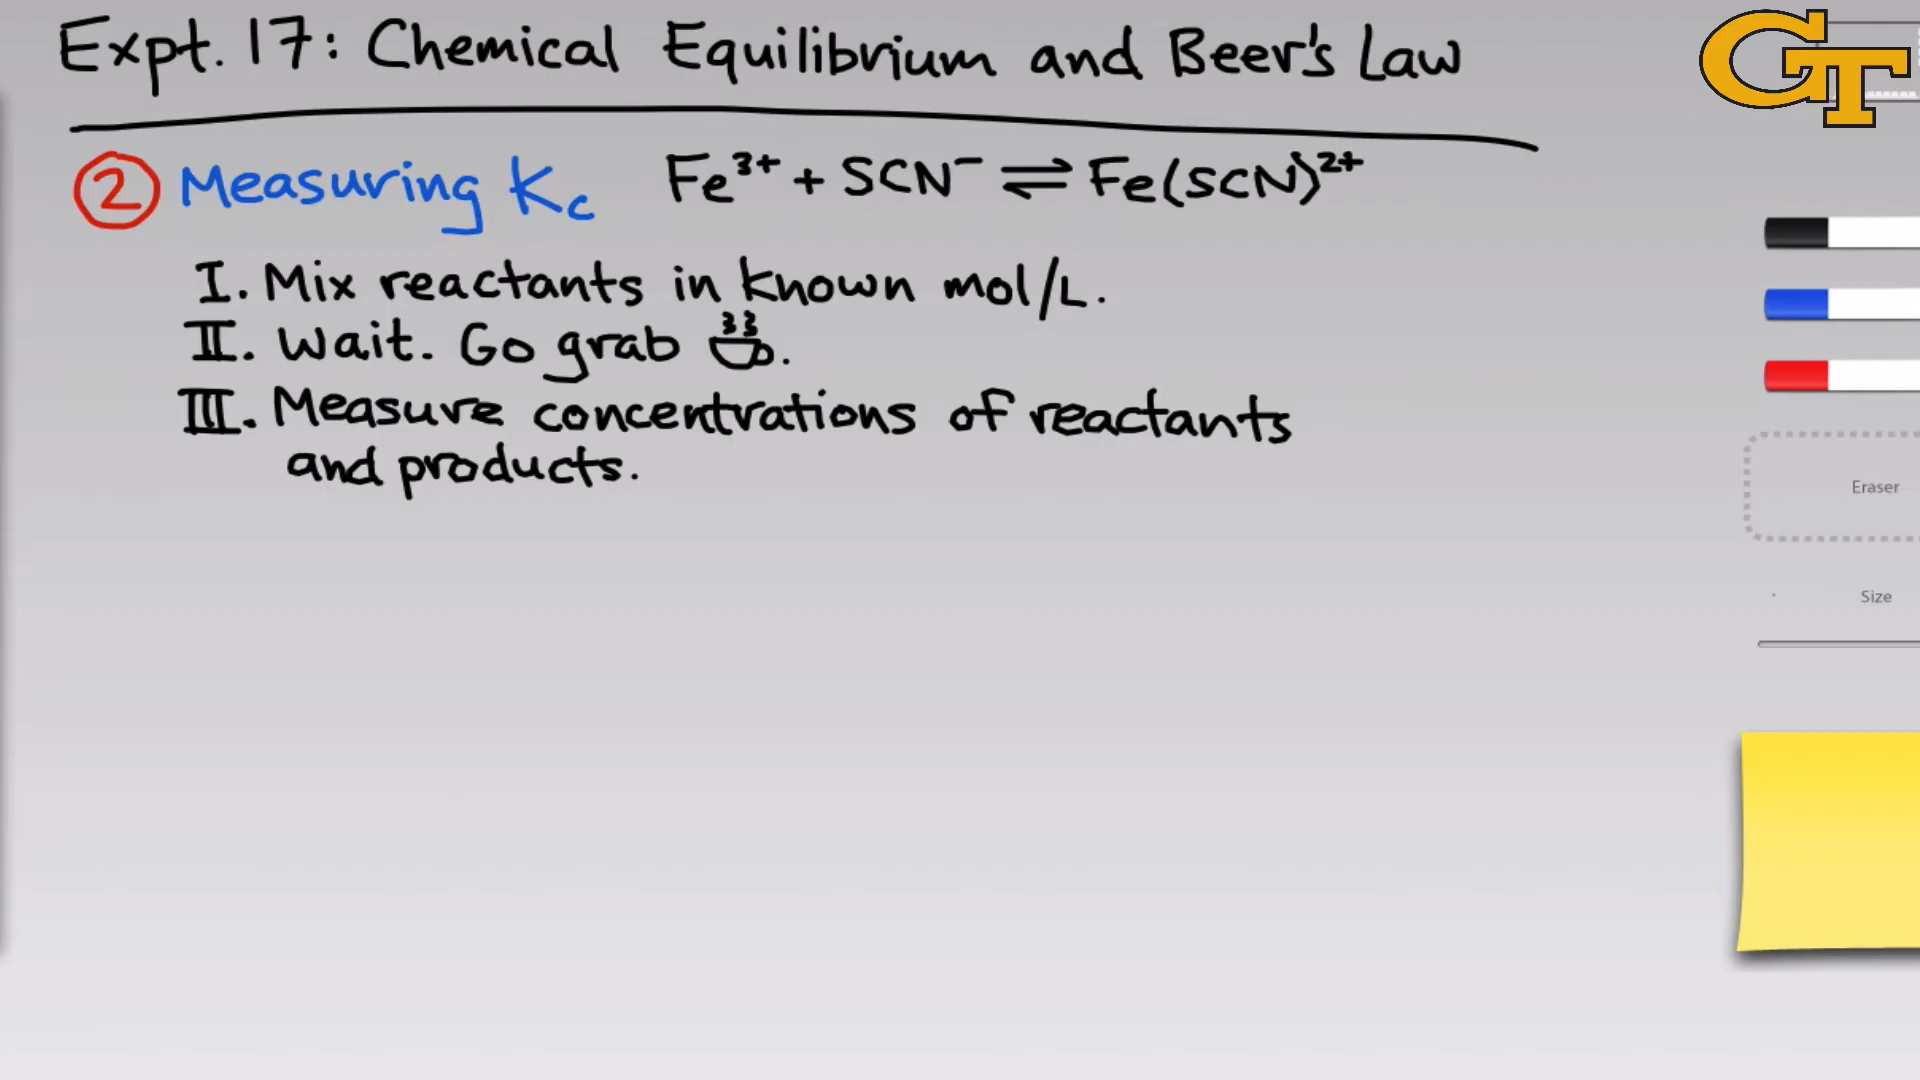 Expt. 17: Chemical Equilibrium and Beer's Law
GT
② Measuring Kc Fe³⁺ + SCN⁻ ⇌ Fe(SCN)²⁺
I. Mix reactants in known mol/L.
II. Wait. Go grab .
III. Measure concentrations of reactants
and products.
Eraser
Size